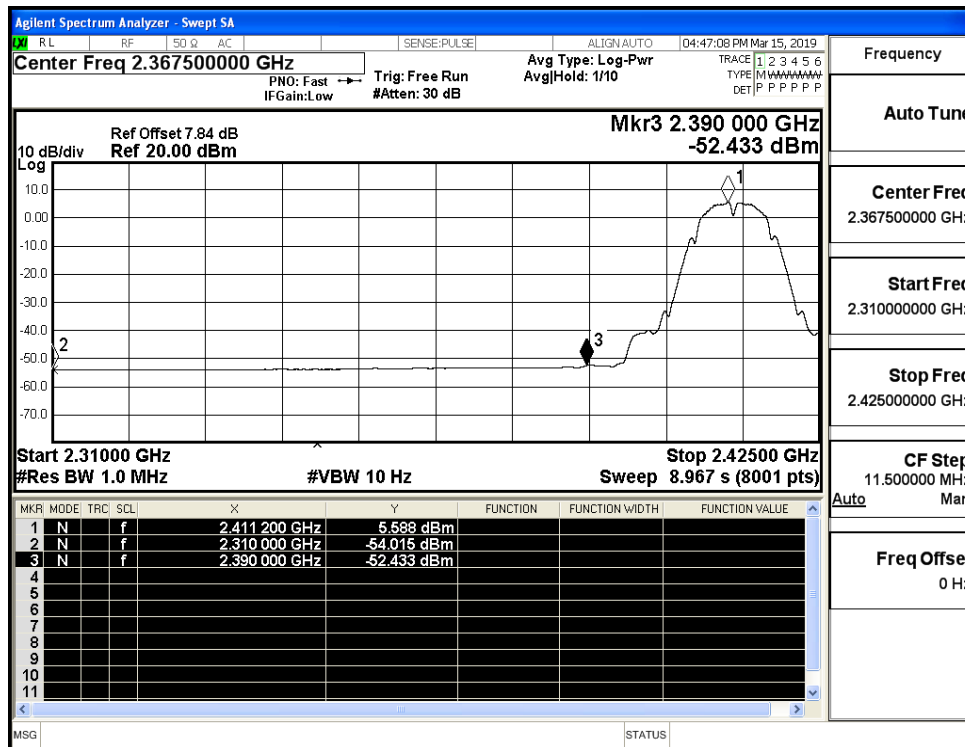 Agilent Spectrum Analyzer - Swept SA
LXI RL RF 50 Ω AC SENSE:PULSE ALIGN AUTO 04:47:08 PM Mar 15, 2019
Center Freq 2.367500000 GHz
PNO: Fast
IFGain:Low
Trig: Free Run
#Atten: 30 dB
Avg Type: Log-Pwr
Avg|Hold: 1/10
TRACE 1 2 3 4 5 6
TYPE M W W W W W
DET P P P P P P
Ref Offset 7.84 dB
10 dB/div Ref 20.00 dBm
Log
Mkr3 2.390 000 GHz
-52.433 dBm
10.0
0.00
-10.0
-20.0
-30.0
-40.0
-50.0
-60.0
-70.0
1
2
3
Start 2.31000 GHz Stop 2.42500 GHz
#Res BW 1.0 MHz #VBW 10 Hz Sweep 8.967 s (8001 pts)
MKR MODE TRC SCL X Y FUNCTION FUNCTION WIDTH FUNCTION VALUE
1 N f 2.411 200 GHz 5.588 dBm
2 N f 2.310 000 GHz -54.015 dBm
3 N f 2.390 000 GHz -52.433 dBm
4
5
6
7
8
9
10
11
MSG STATUS
Frequency
Auto Tune
Center Freq
2.367500000 GHz
Start Freq
2.310000000 GHz
Stop Freq
2.425000000 GHz
CF Step
11.500000 MHz
Auto Man
Freq Offse
0 Hz